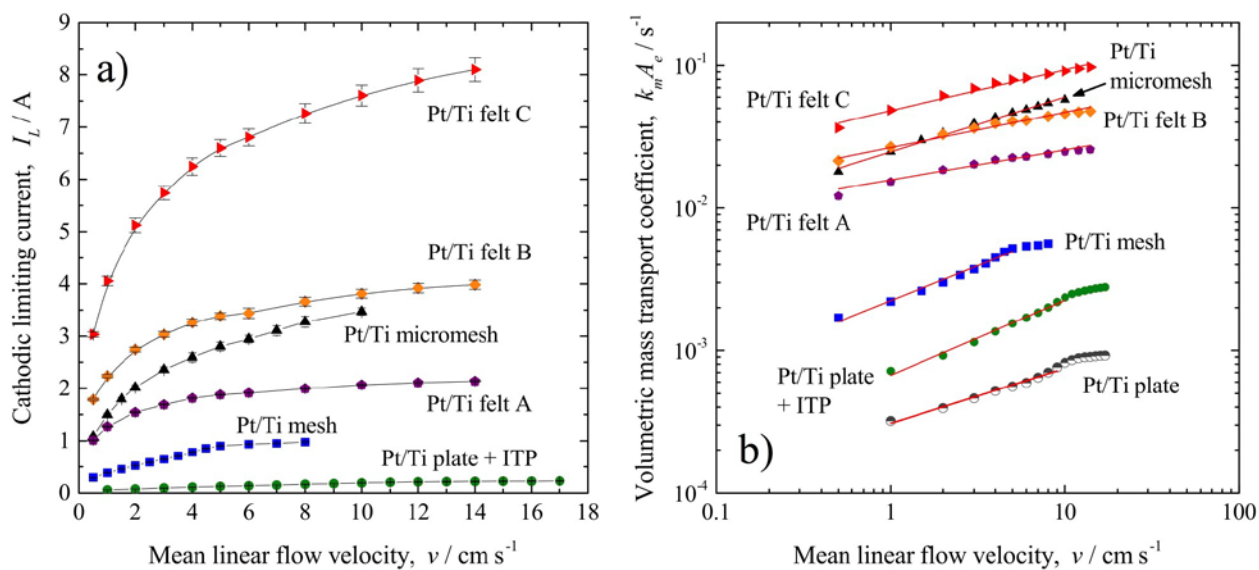 a)
Cathodic limiting current, I_L / A
9
8
7
6
5
4
3
2
1
0
Pt/Ti felt C
Pt/Ti felt B
Pt/Ti micromesh
Pt/Ti felt A
Pt/Ti mesh
Pt/Ti plate + ITP
0 2 4 6 8 10 12 14 16 18
Mean linear flow velocity, v / cm s⁻¹
b)
Volumetric mass transport coefficient, k_mA_e / s⁻¹
10⁻¹
10⁻²
10⁻³
10⁻⁴
Pt/Ti
micromesh
Pt/Ti felt C
Pt/Ti felt B
Pt/Ti felt A
Pt/Ti mesh
Pt/Ti plate
+ ITP
Pt/Ti plate
0.1 1 10 100
Mean linear flow velocity, v / cm s⁻¹